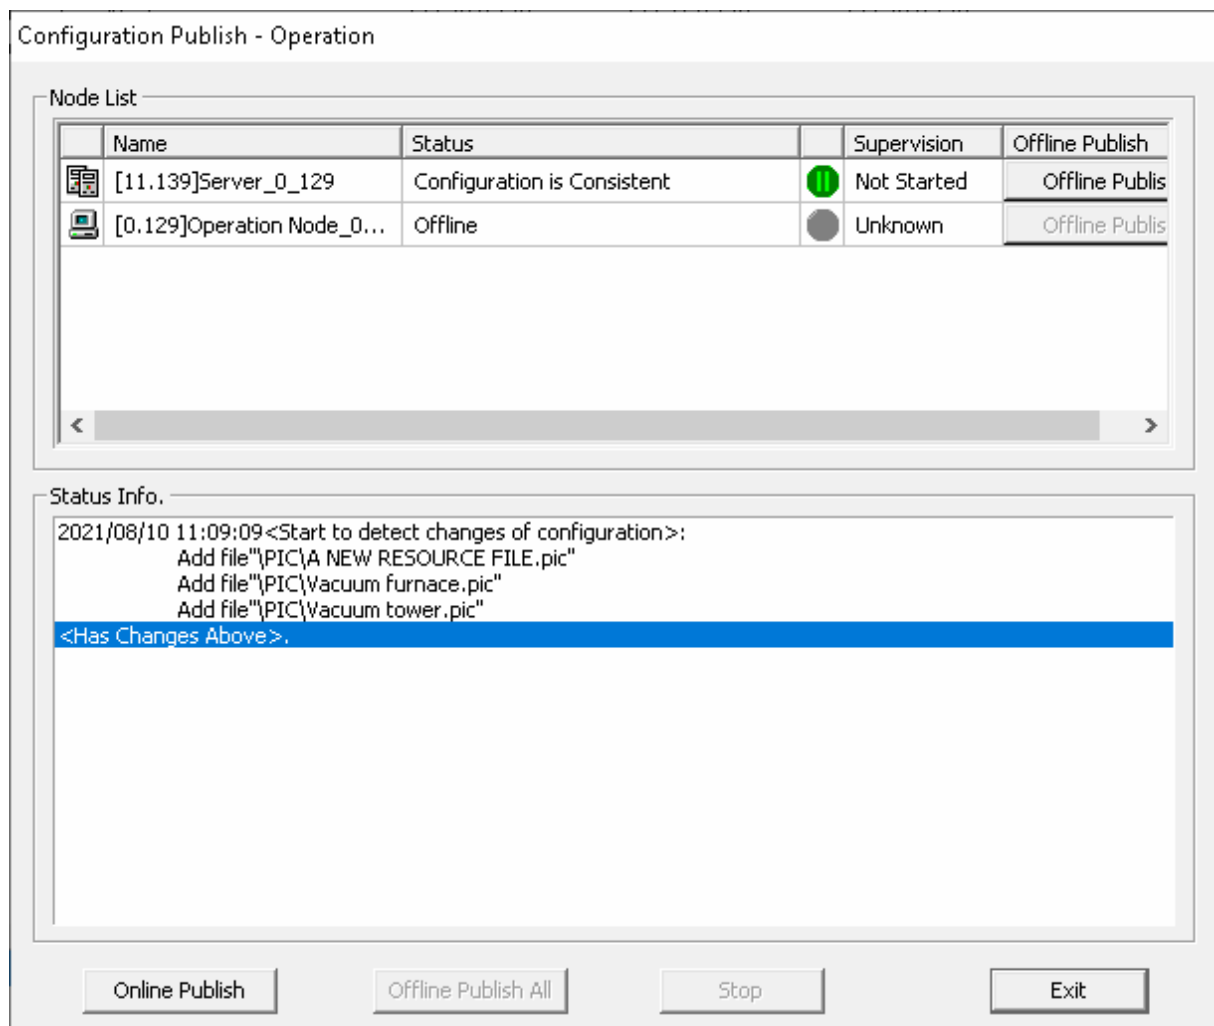 Configuration Publish - Operation
Node List
Name Status Supervision Offline Publish
[11.139]Server_0_129 Configuration is Consistent Not Started Offline Publis
[0.129]Operation Node_0... Offline Unknown Offline Publis
Status Info.
2021/08/10 11:09:09<Start to detect changes of configuration>:
Add file"\PIC\A NEW RESOURCE FILE.pic"
Add file"\PIC\Vacuum furnace.pic"
Add file"\PIC\Vacuum tower.pic"
<Has Changes Above>.
Online Publish Offline Publish All Stop Exit